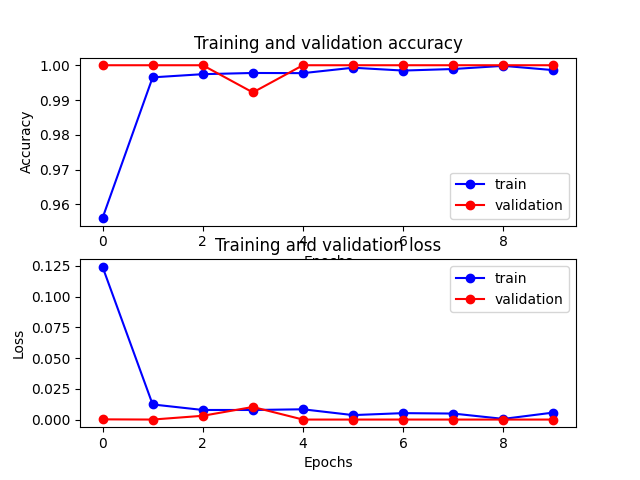 Training and validation accuracy
1.00
0.99
0.98
0.97
0.96
Accuracy
train
validation
0 2 4 6 8
Epochs
Training and validation loss
0.125
0.100
0.075
0.050
0.025
0.000
Loss
train
validation
0 2 4 6 8
Epochs